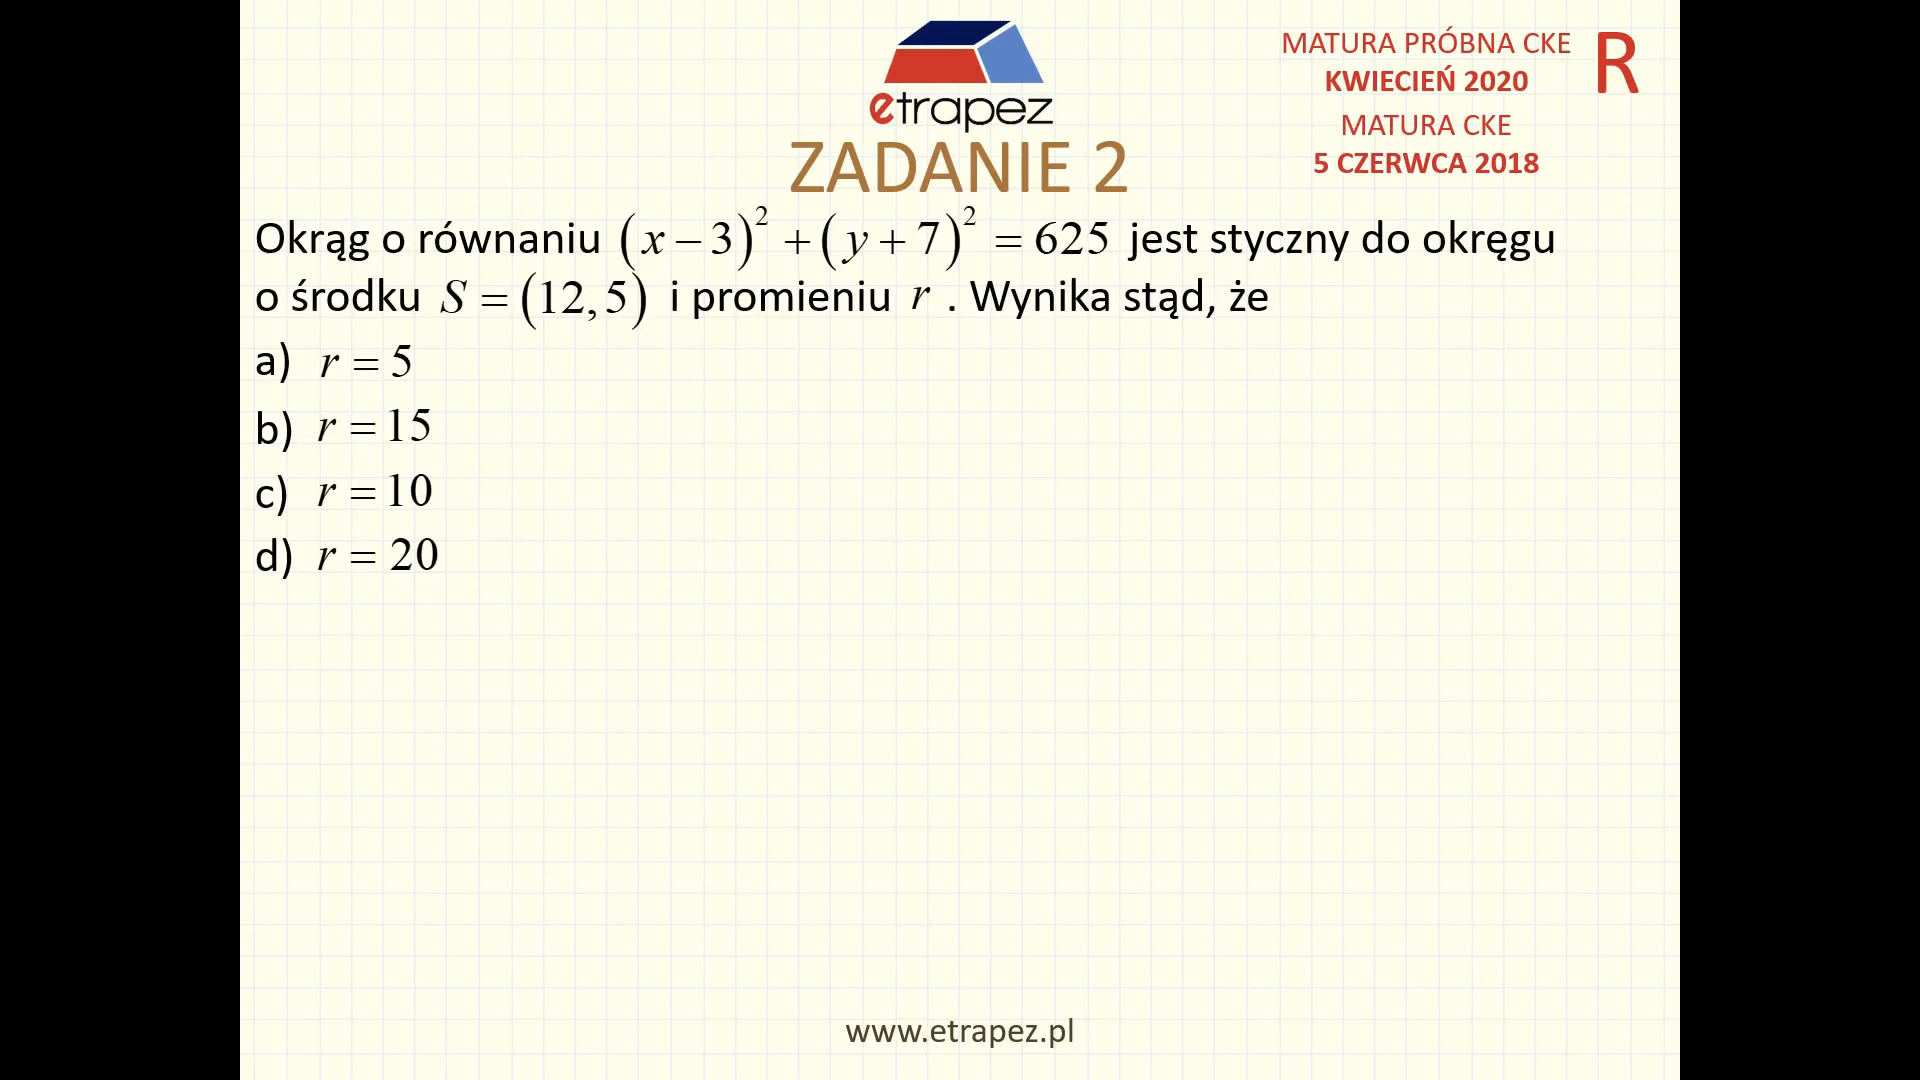 etrapez
MATURA PRÓBNA CKE
KWIECIEŃ 2020
R
MATURA CKE
5 CZERWCA 2018
ZADANIE 2
Okrąg o równaniu (x − 3)² + (y + 7)² = 625 jest styczny do okręgu
o środku S = (12, 5) i promieniu r . Wynika stąd, że
a) r = 5
b) r = 15
c) r = 10
d) r = 20
www.etrapez.pl